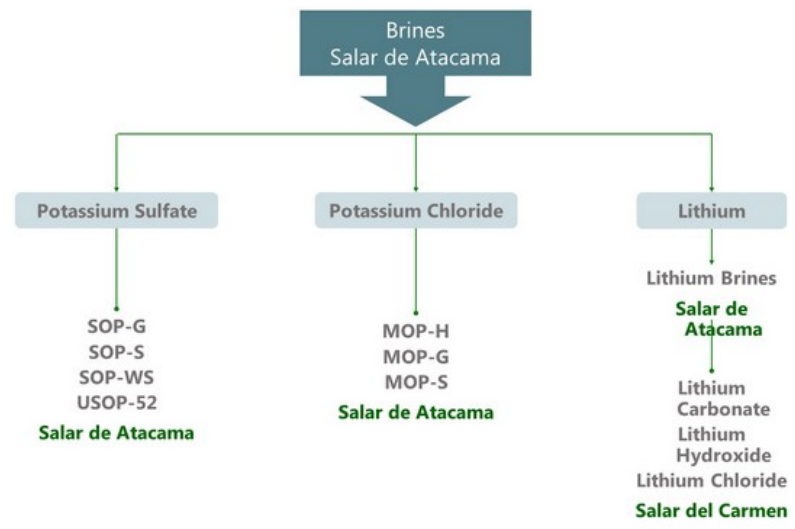 Brines
Salar de Atacama
Potassium Sulfate
SOP-G
SOP-S
SOP-WS
USOP-52
Salar de Atacama
Potassium Chloride
MOP-H
MOP-G
MOP-S
Salar de Atacama
Lithium
Lithium Brines
Salar de
Atacama
Lithium
Carbonate
Lithium
Hydroxide
Lithium Chloride
Salar del Carmen